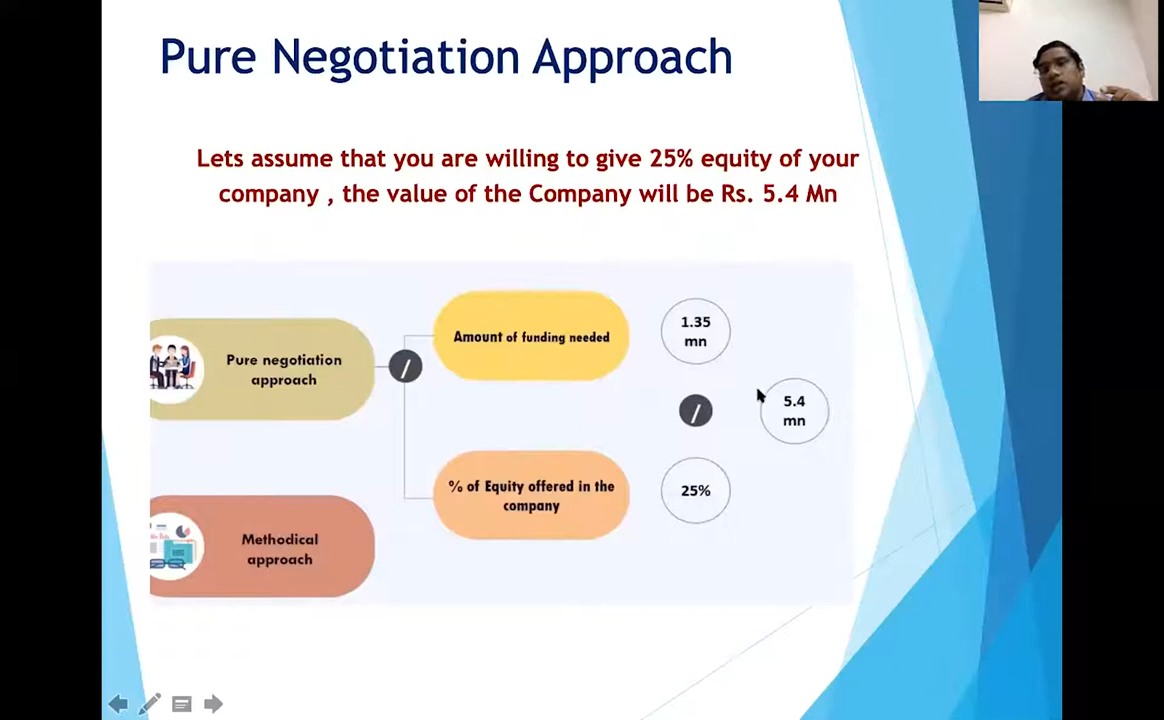 Pure Negotiation Approach
Lets assume that you are willing to give 25% equity of your
company , the value of the Company will be Rs. 5.4 Mn
Pure negotiation
approach
/
Amount of funding needed
1.35
mn
/
5.4
mn
% of Equity offered in the
company
25%
Methodical
approach